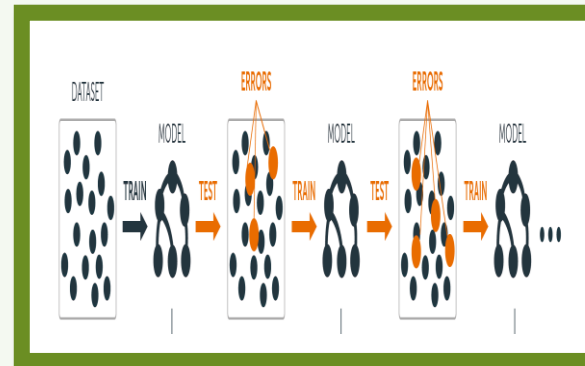 ERRORS
ERRORS
DATASET
MODEL
MODEL
MODEL
TRAIN
TEST
TRAIN
TEST
TRAIN